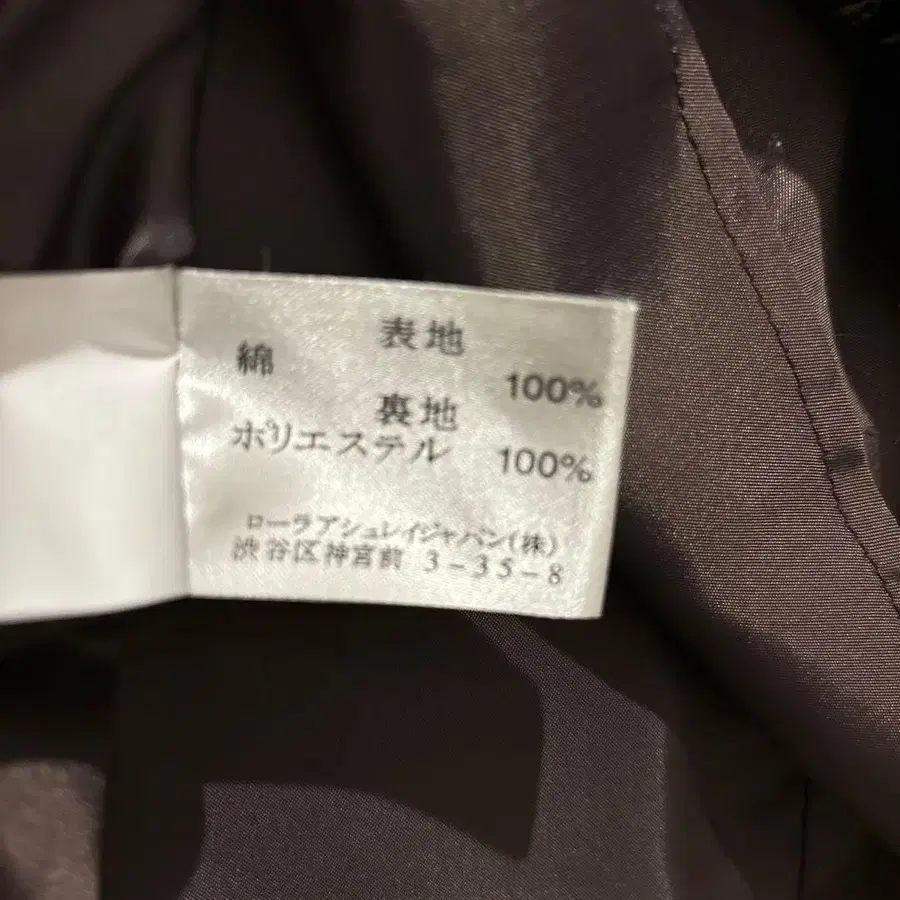 表地
綿 100%
裏地
ポリエステル 100%
ローラアシュレイジャパン(株)
渋谷区神宮前 3-35-8